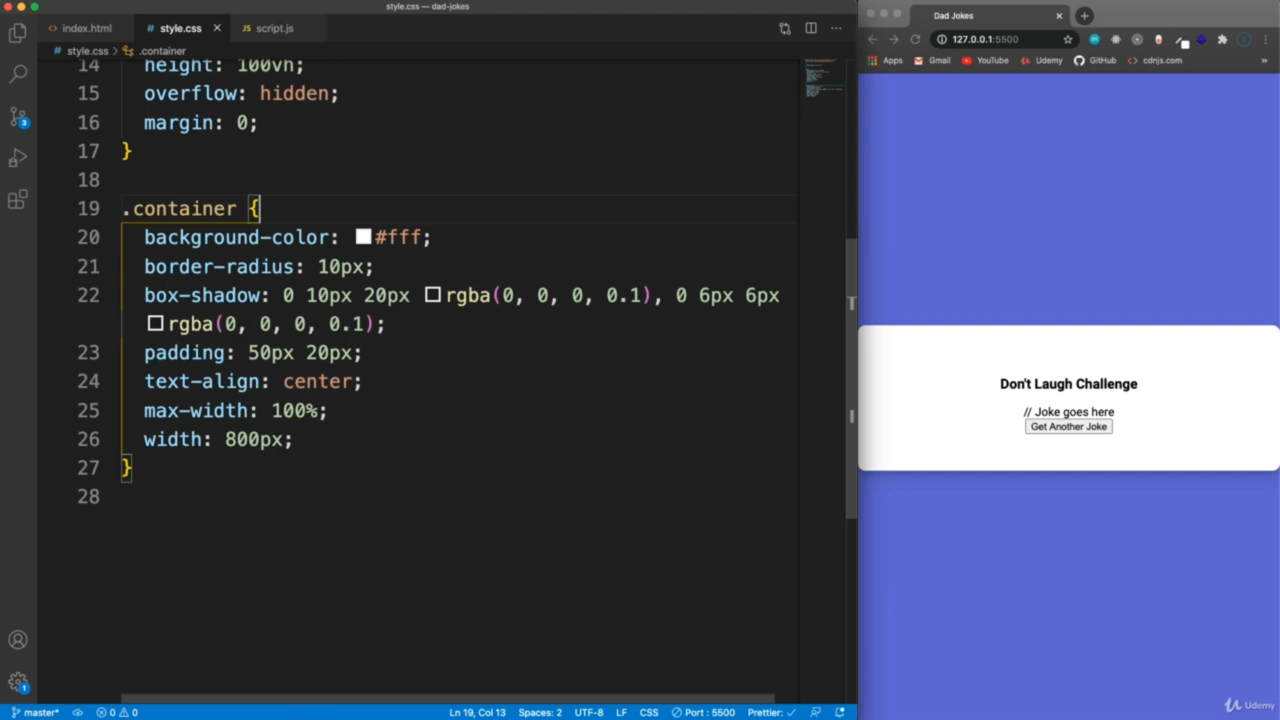 style.css — dad-jokes
index.html
style.css
JS script.js
style.css > .container
14 height: 100vh;
15 overflow: hidden;
16 margin: 0;
17 }
18
19 .container {
20 background-color: #fff;
21 border-radius: 10px;
22 box-shadow: 0 10px 20px rgba(0, 0, 0, 0.1), 0 6px 6px
rgba(0, 0, 0, 0.1);
23 padding: 50px 20px;
24 text-align: center;
25 max-width: 100%;
26 width: 800px;
27 }
28
3
1
master*
0 0
Ln 19, Col 13
Spaces: 2
UTF-8
LF
CSS
Port : 5500
Prettier: ✓
Dad Jokes
127.0.0.1:5500
Apps
Gmail
YouTube
Udemy
GitHub
cdnjs.com
»
Don't Laugh Challenge
// Joke goes here
Get Another Joke
Udemy